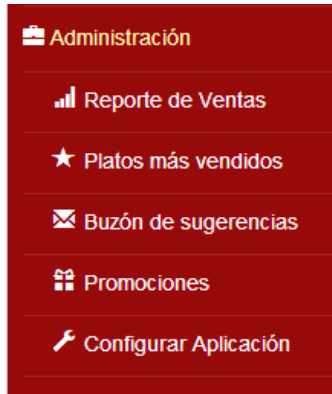 Administración
Reporte de Ventas
Platos más vendidos
Buzón de sugerencias
Promociones
Configurar Aplicación